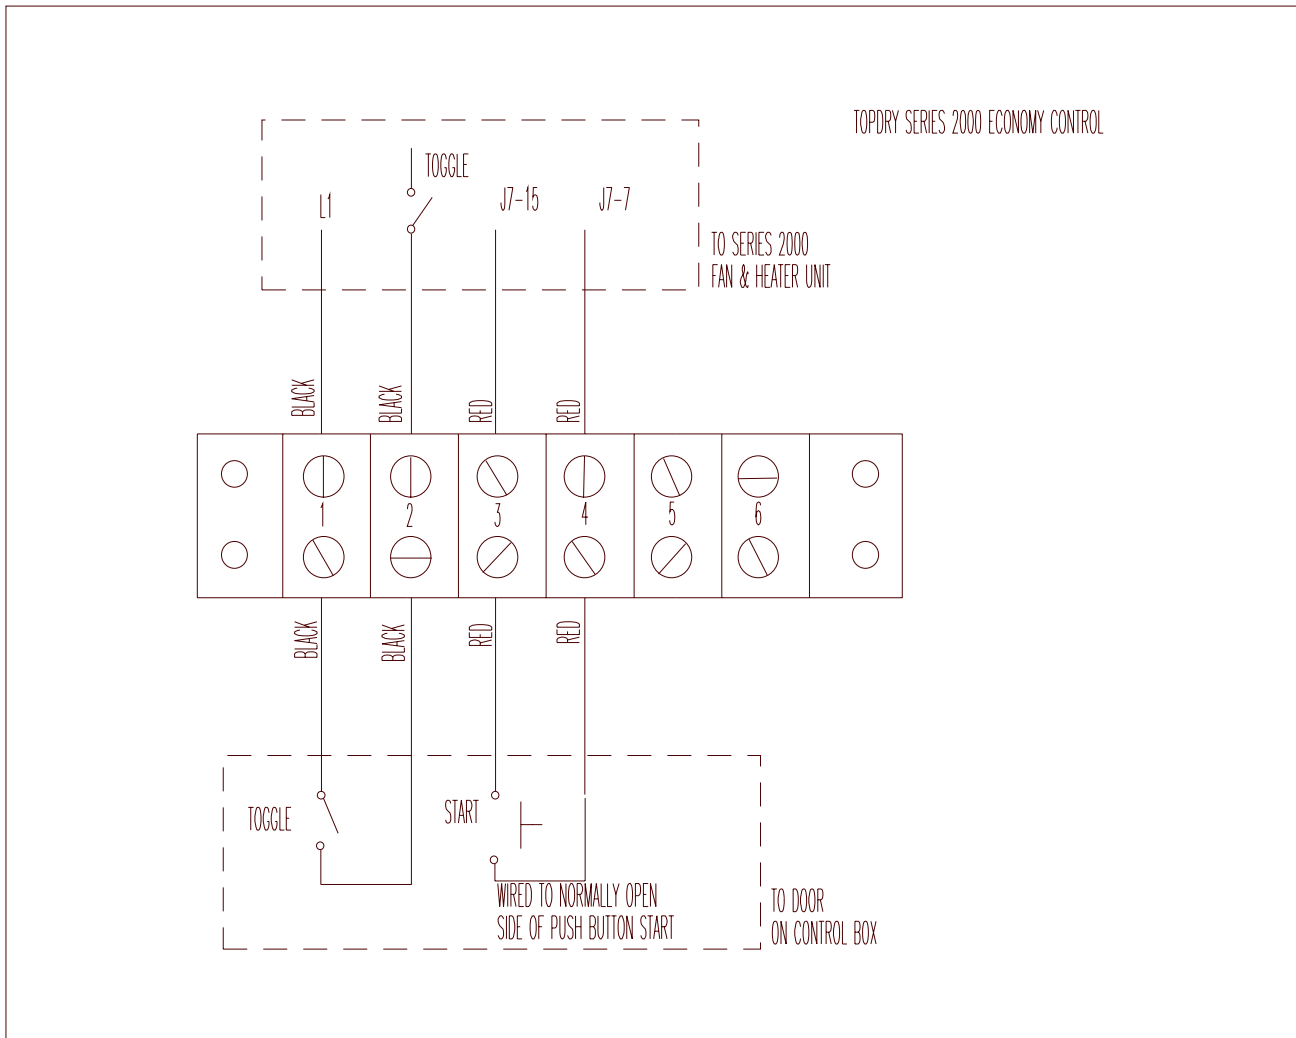 TOPDRY SERIES 2000 ECONOMY CONTROL
TOGGLE
L1
J7-15
J7-7
TO SERIES 2000
FAN & HEATER UNIT
BLACK
BLACK
RED
RED
1
2
3
4
5
6
BLACK
BLACK
RED
RED
TOGGLE
START
WIRED TO NORMALLY OPEN
SIDE OF PUSH BUTTON START
TO DOOR
ON CONTROL BOX